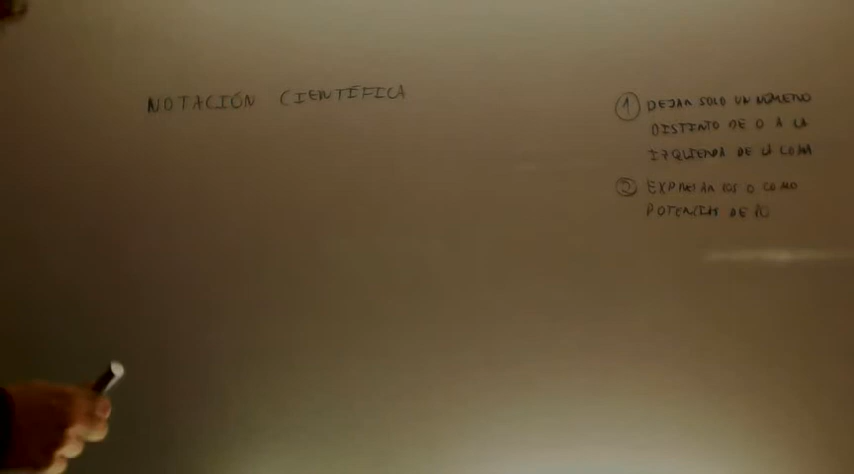 NOTACIÓN CIENTÍFICA
① DEJAR SOLO UN NÚMERO
DISTINTO DE 0 A LA
IZQUIERDA DE LA COMA
② EXPRESAR LOS 0 COMO
POTENCIAS DE 10